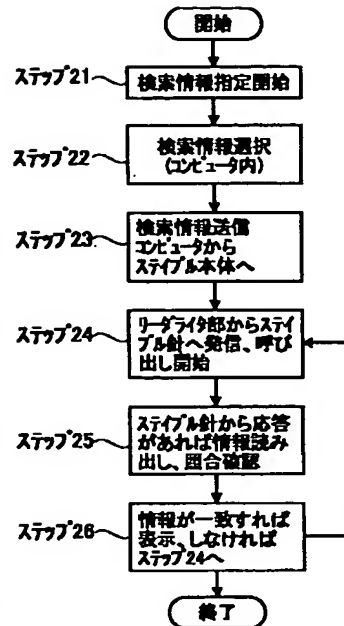 開始
ステップ21
検索情報指定開始
ステップ22
検索情報選択
(コンピュータ内)
ステップ23
検索情報送信
コンピュータから
ステイプル本体へ
ステップ24
リーダライタ部からステイ
プル針へ発信、呼び
出し開始
ステップ25
ステイプル針から応答
があれば情報読み
出し、照合確認
ステップ26
情報が一致すれば
表示、しなければ
ステップ24へ
終了